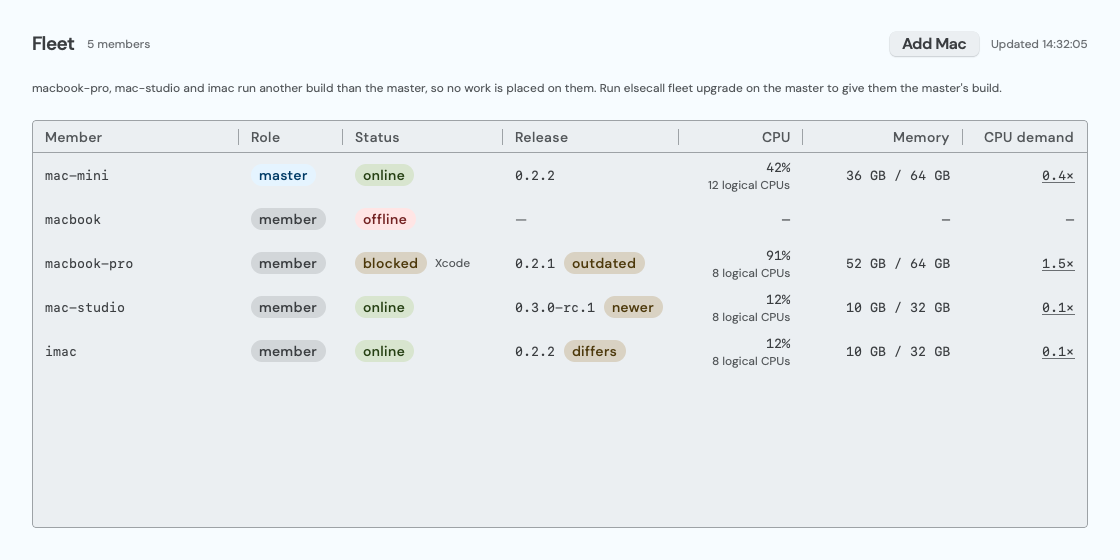 Fleet 5 members Add Mac Updated 14:32:05
macbook-pro, mac-studio and imac run another build than the master, so no work is placed on them. Run elsecall fleet upgrade on the master to give them the master's build.
Member Role Status Release CPU Memory CPU demand
mac-mini master online 0.2.2 42% 36 GB / 64 GB 0.4×
12 logical CPUs
macbook member offline — — — —
macbook-pro member blocked Xcode 0.2.1 outdated 91% 52 GB / 64 GB 1.5×
8 logical CPUs
mac-studio member online 0.3.0-rc.1 newer 12% 10 GB / 32 GB 0.1×
8 logical CPUs
imac member online 0.2.2 differs 12% 10 GB / 32 GB 0.1×
8 logical CPUs